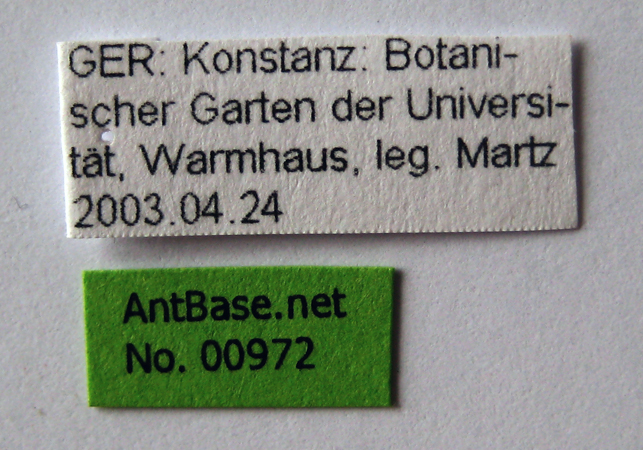 GER: Konstanz: Botani-
scher Garten der Universi-
tät, Warmhaus, leg. Martz
2003.04.24
AntBase.net
No. 00972